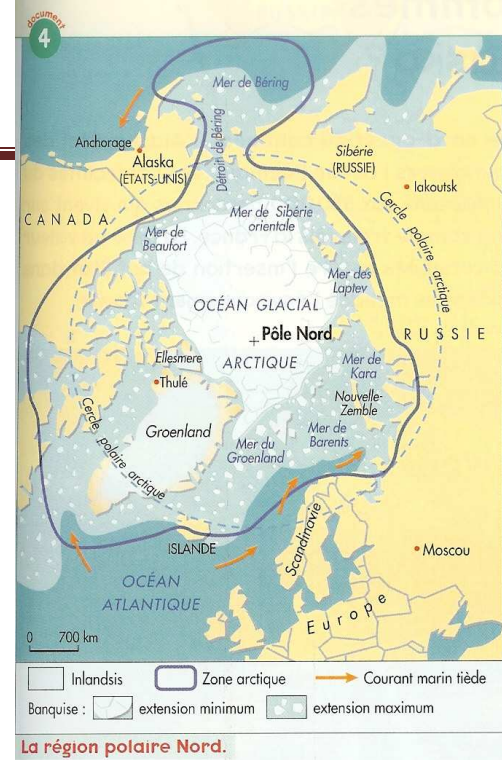 document
4
Mer de Béring
Anchorage
Alaska
(ÉTATS-UNIS)
Détroit de Béring
Sibérie
(RUSSIE)
Iakoutsk
CANADA
Mer de
Beaufort
Mer de Sibérie
orientale
Cercle polaire arctique
Mer des
Laptev
OCÉAN GLACIAL
Pôle Nord
ARCTIQUE
RUSSIE
Ellesmere
Thulé
Mer de
Kara
Nouvelle-
Zemble
Cercle polaire arctique
Groenland
Mer du
Groenland
Mer de
Barents
ISLANDE
Scandinavie
Moscou
OCÉAN
ATLANTIQUE
Europe
0 700 km
Inlandsis Zone arctique Courant marin tiède
Banquise : extension minimum extension maximum
La région polaire Nord.